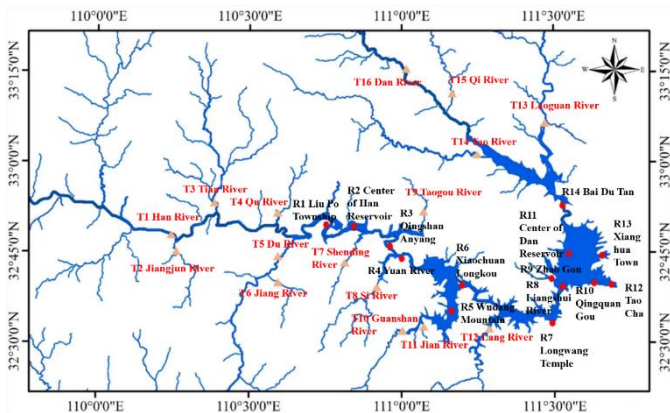 110°0'0"E 110°30'0"E 111°0'0"E 111°30'0"E
33°15'0"N
33°0'0"N
32°45'0"N
32°30'0"N
N
W E
S
T16 Dan River
T15 Qi River
T13 Laoguan River
T14 Tao River
T3 Tian River
T4 Qu River
T1 Han River
T2 Jiangjun River
R1 Liu Po
Township
R2 Center
of Han
Reservoir
T9 Taogou River
R3
Qingshan
Anyang
T5 Du River
T7 Shending
River
T6 Jiang River
R4 Yuan River
T8 Si River
T10 Guanshan
River
T11 Jian River
R6
Xiaochuan
Longkou
R5 Wudang
Mountain
T12 Lang River
R14 Bai Du Tan
R11
Center of
Dan
Reservoir
R13
Xiang
hua
Town
R9 Zhao Gou
R8
Liangshui
River
R10
Qingquan
Gou
R12
Tao
Cha
R7
Longwang
Temple
33°15'0"N
33°0'0"N
32°45'0"N
32°30'0"N
110°0'0"E 110°30'0"E 111°0'0"E 111°30'0"E